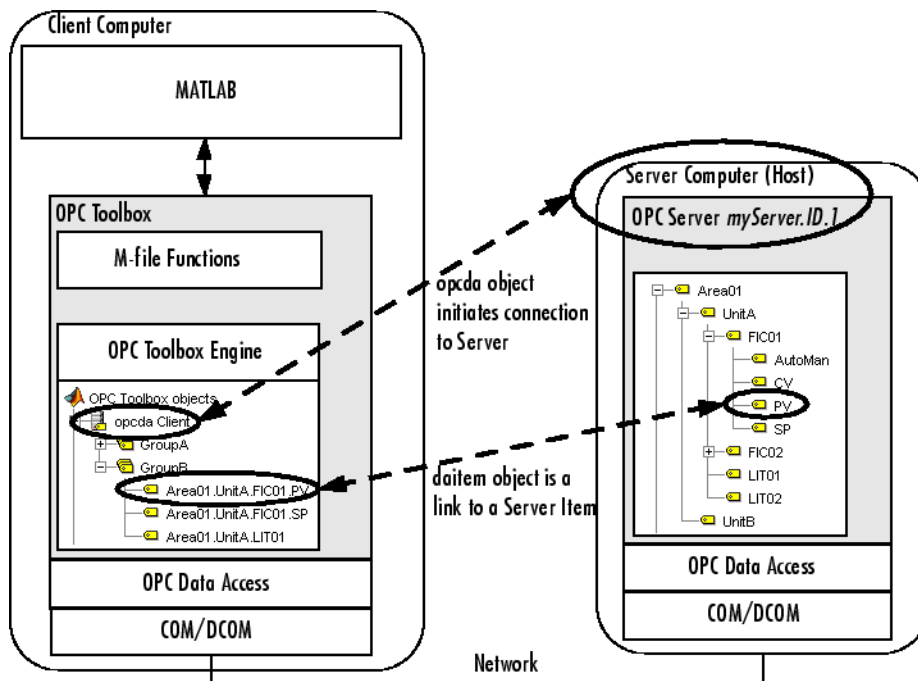 Client Computer
MATLAB
OPC Toolbox
M-file Functions
OPC Toolbox Engine
OPC Toolbox objects
opcda Client
GroupA
GroupB
Area01.UnitA.FIC01.PV
Area01.UnitA.FIC01.SP
Area01.UnitA.LIT01
OPC Data Access
COM/DCOM
opcda object
initiates connection
to Server
daitem object is a
link to a Server Item
Network
Server Computer (Host)
OPC Server myServer.ID.1
Area01
UnitA
FIC01
AutoMan
CV
PV
SP
FIC02
LIT01
LIT02
UnitB
OPC Data Access
COM/DCOM